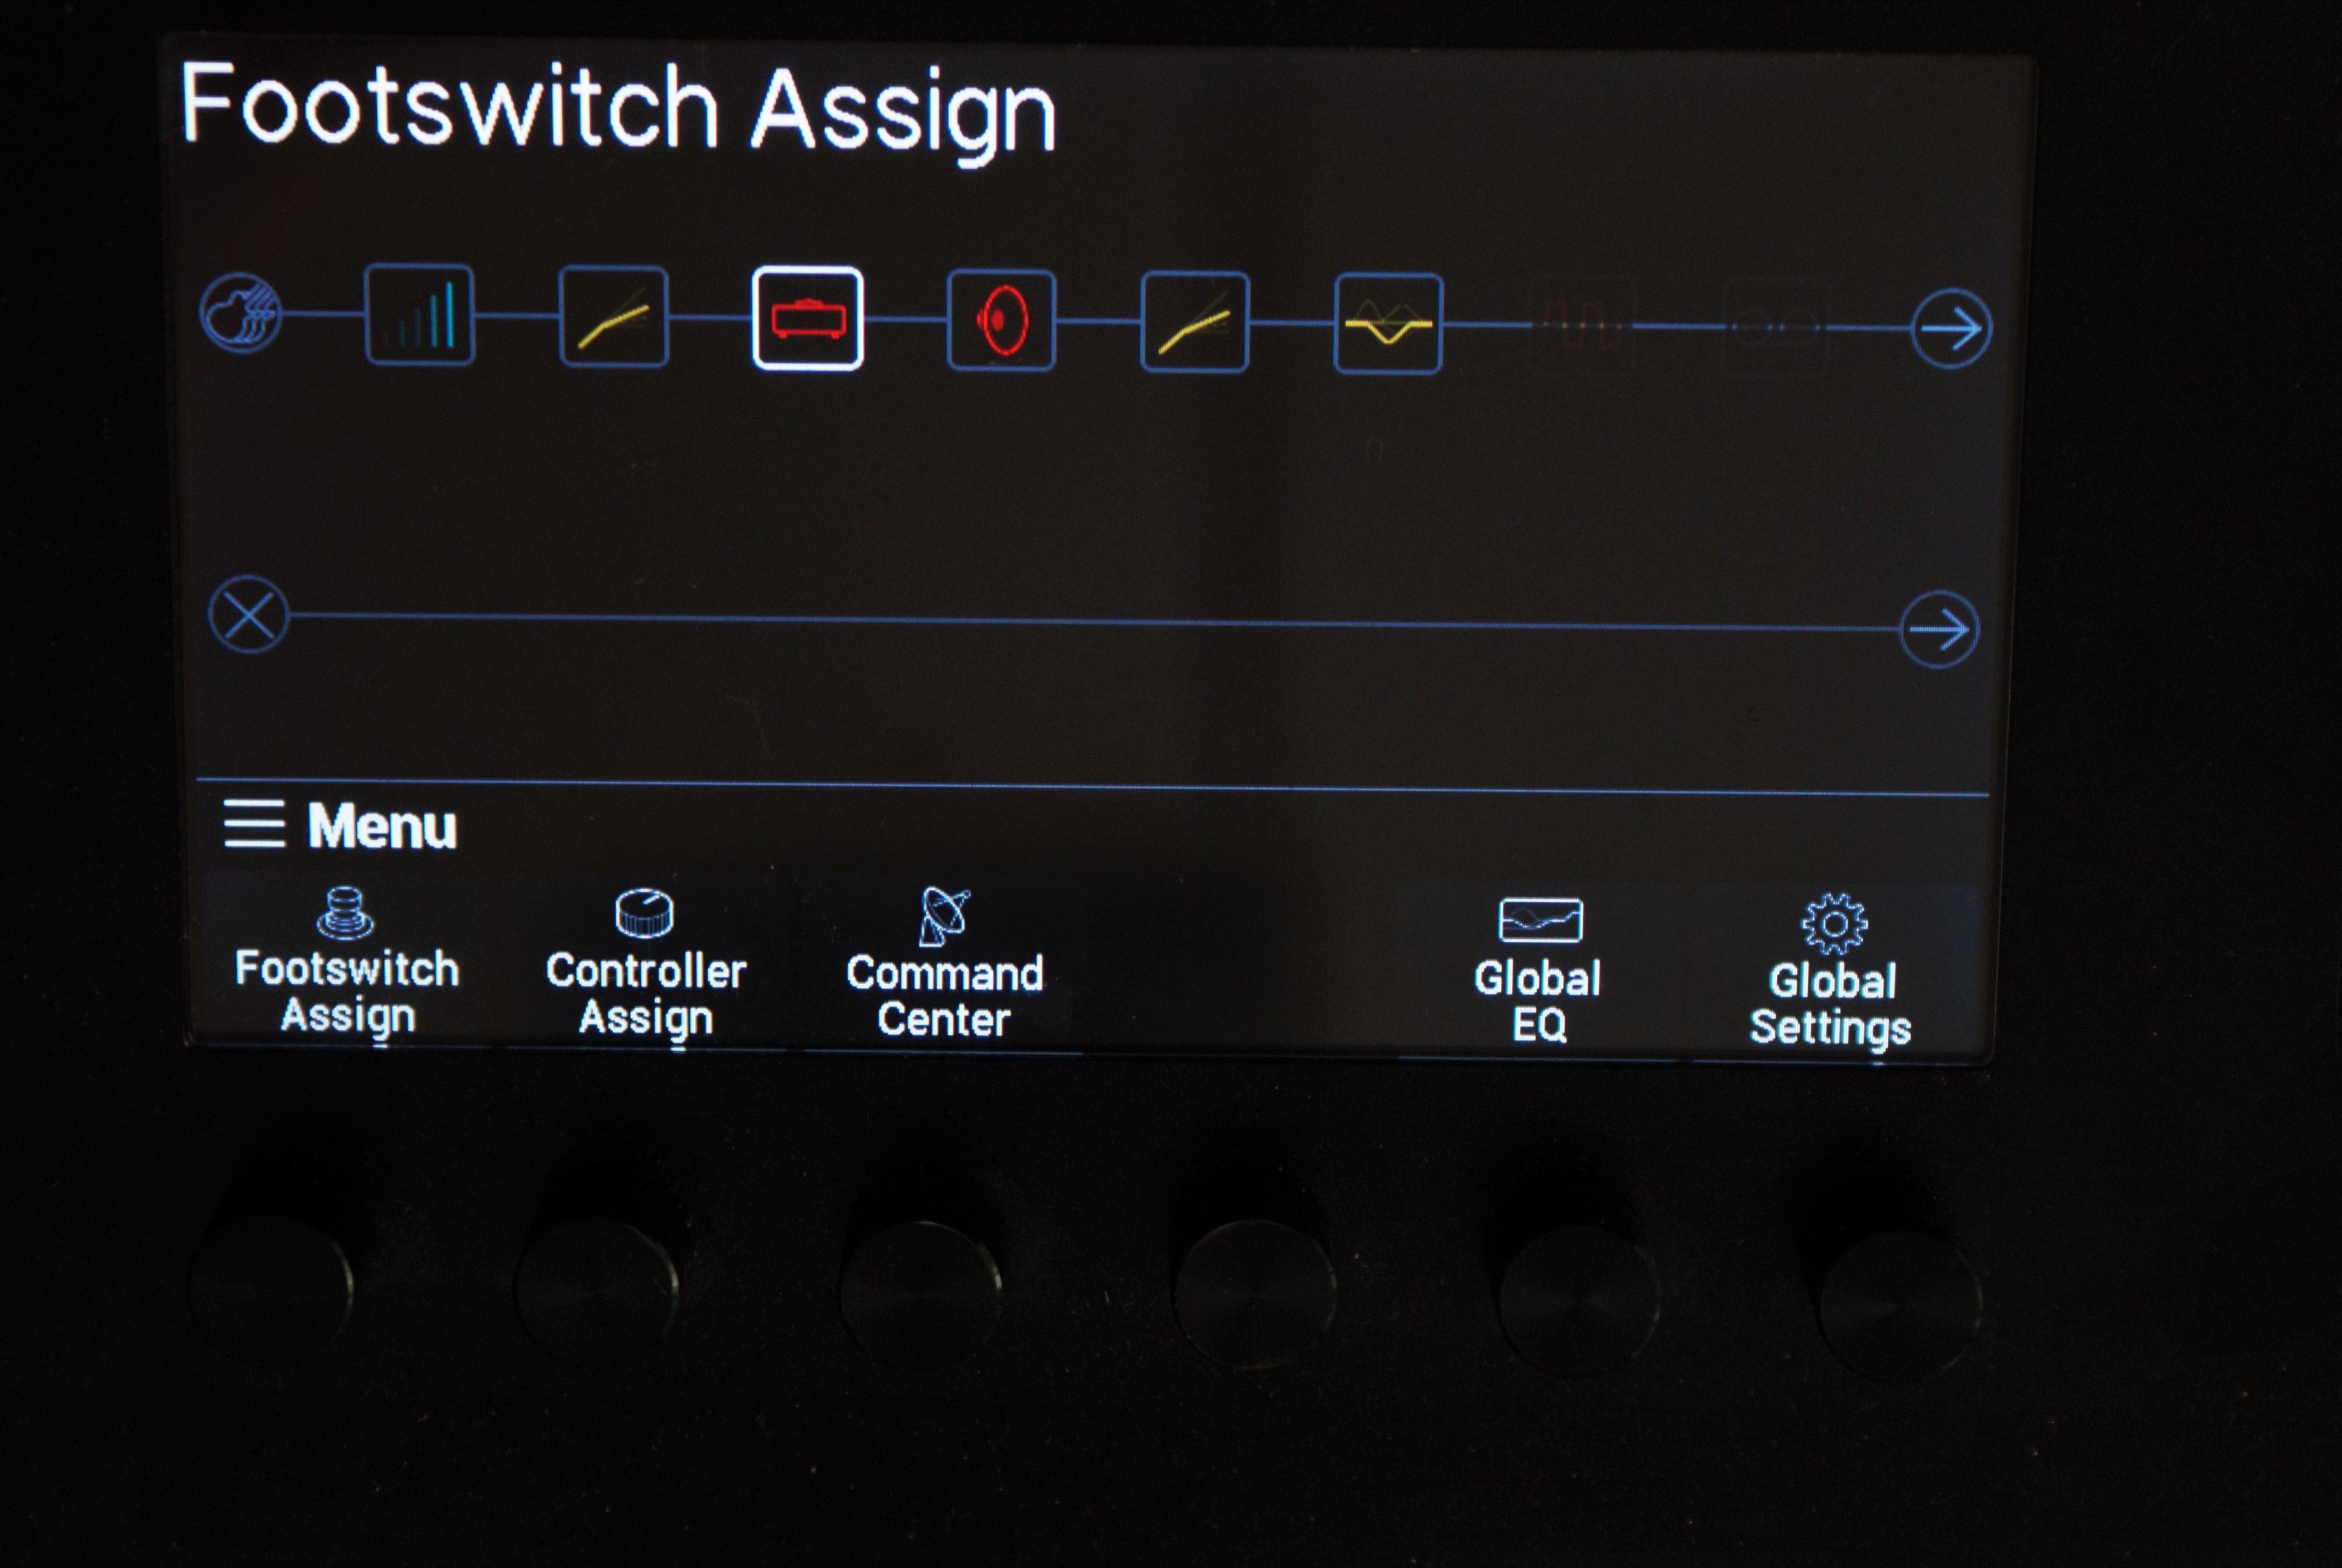 Footswitch Assign
Menu
Footswitch
Assign
Controller
Assign
Command
Center
Global
EQ
Global
Settings